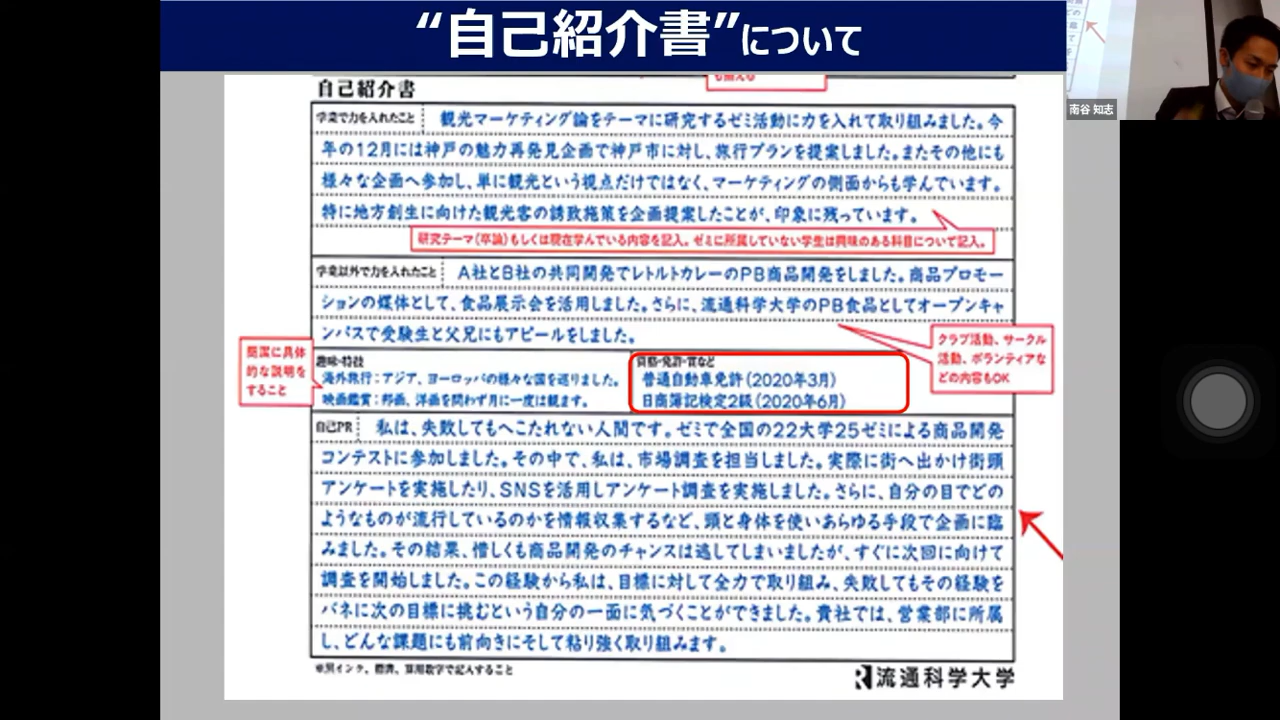 “自己紹介書”について
南谷 知志
も揃える
自己紹介書
学業で力を入れたこと 観光マーケティング論をテーマに研究するゼミ活動に力を入れて取り組みました。今
年の12月には神戸の魅力再発見企画で神戸市に対し、旅行プランを提案しました。またその他にも
様々な企画へ参加し、単に観光という視点だけではなく、マーケティングの側面からも学んでいます。
特に地方創生に向けた観光客の誘致施策を企画提案したことが、印象に残っています。
研究テーマ(卒論)もしくは現在学んでいる内容を記入。ゼミに所属していない学生は興味のある科目について記入。
学業以外で力を入れたこと A社とB社の共同開発でレトルトカレーのPB商品開発をしました。商品プロモー
ションの媒体として、食品展示会を活用しました。さらに、流通科学大学のPB食品としてオープンキャ
ンパスで受験生と父兄にもアピールをしました。
クラブ活動、サークル
活動、ボランティアな
どの内容もOK
簡潔に具体
的な説明を
すること
趣味・特技
海外旅行：アジア、ヨーロッパの様々な国を巡りました。
映画鑑賞：邦画、洋画を問わず月に一度は観ます。
資格・免許・賞など
普通自動車免許(2020年3月)
日商簿記検定2級(2020年6月)
自己PR 私は、失敗してもへこたれない人間です。ゼミで全国の22大学25ゼミによる商品開発
コンテストに参加しました。その中で、私は、市場調査を担当しました。実際に街へ出かけ街頭
アンケートを実施したり、SNSを活用しアンケート調査を実施しました。さらに、自分の目でどの
ようなものが流行しているのかを情報収集するなど、頭と身体を使いあらゆる手段で企画に臨
みました。その結果、惜しくも商品開発のチャンスは逃してしまいましたが、すぐに次回に向けて
調査を開始しました。この経験から私は、目標に対して全力で取り組み、失敗してもその経験を
バネに次の目標に挑むという自分の一面に気づくことができました。貴社では、営業部に所属
し、どんな課題にも前向きにそして粘り強く取り組みます。
※黒インク、楷書、算用数字で記入すること
流通科学大学